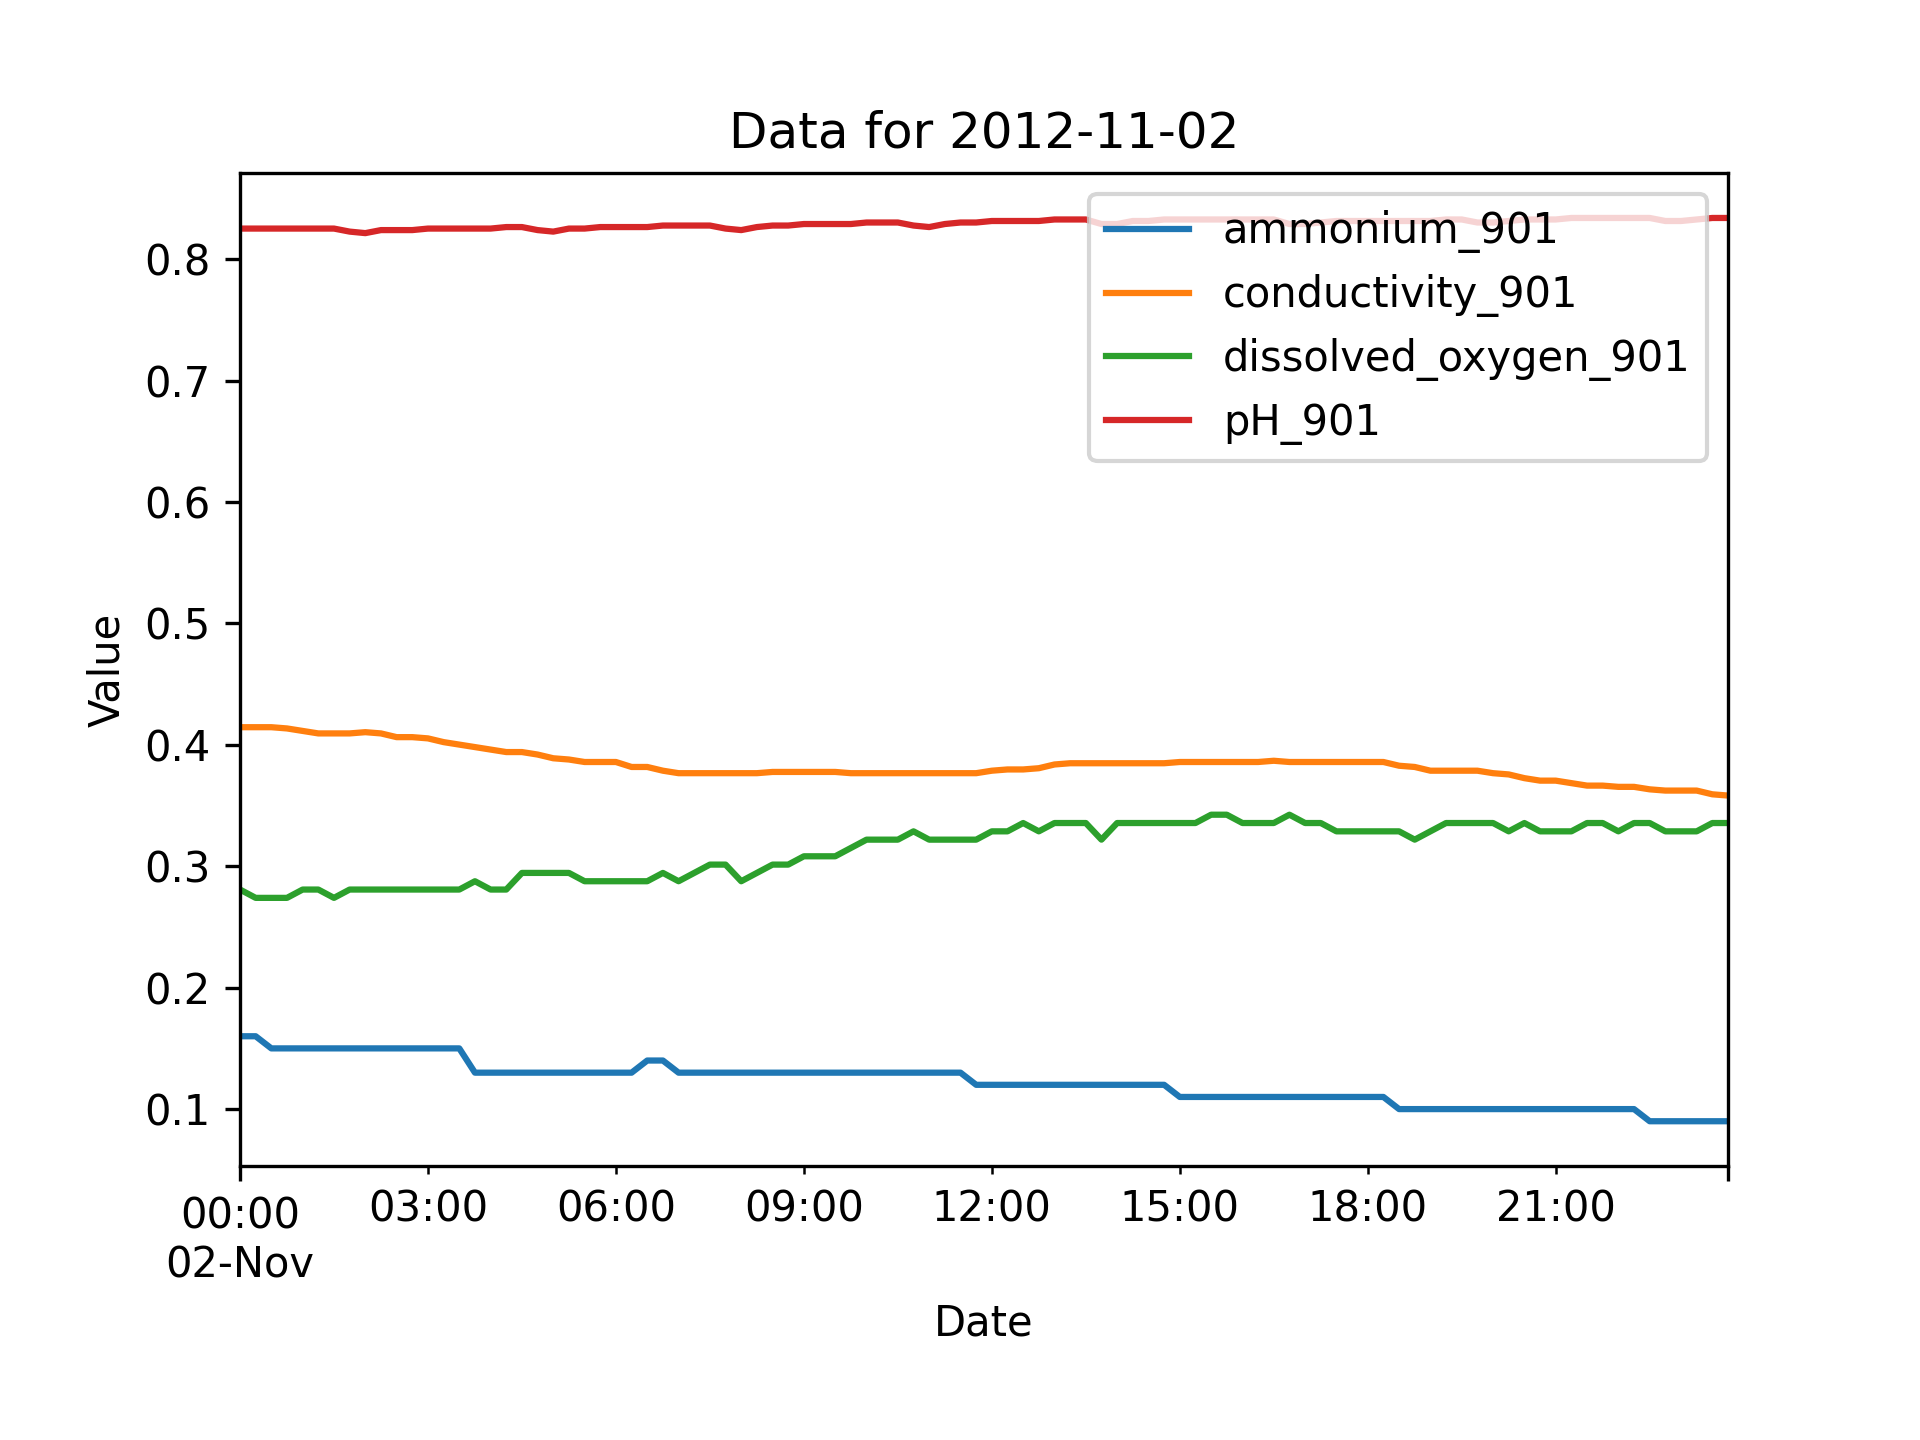 Data for 2012-11-02
ammonium_901
conductivity_901
dissolved_oxygen_901
pH_901
Value
0.8
0.7
0.6
0.5
0.4
0.3
0.2
0.1
00:00 03:00 06:00 09:00 12:00 15:00 18:00 21:00
02-Nov
Date